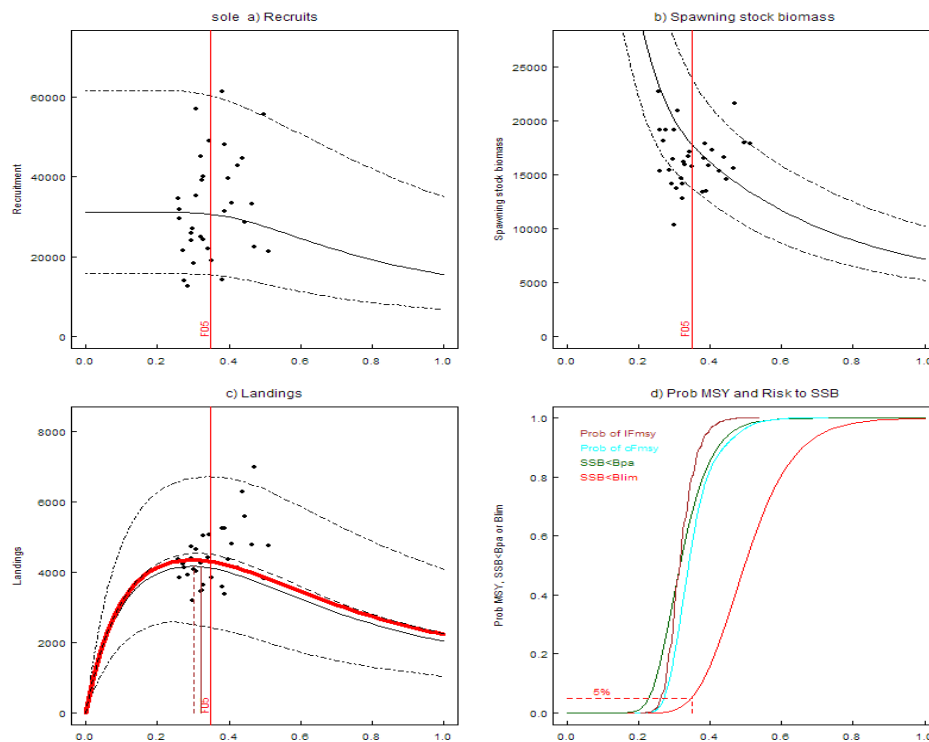 sole a) Recruits
Recruitment
60000
40000
20000
0
F05
0.0 0.2 0.4 0.6 0.8 1.0
b) Spawning stock biomass
Spawning stock biomass
25000
20000
15000
10000
5000
0
F05
0.0 0.2 0.4 0.6 0.8 1.0
c) Landings
Landings
8000
6000
4000
2000
0
F05
0.0 0.2 0.4 0.6 0.8 1.0
d) Prob MSY and Risk to SSB
Prob MSY, SSB<Bpa or Blim
1.0
0.8
0.6
0.4
0.2
0.0
Prob of lFmsy
Prob of cFmsy
SSB<Bpa
SSB<Blim
5%
0.0 0.2 0.4 0.6 0.8 1.0